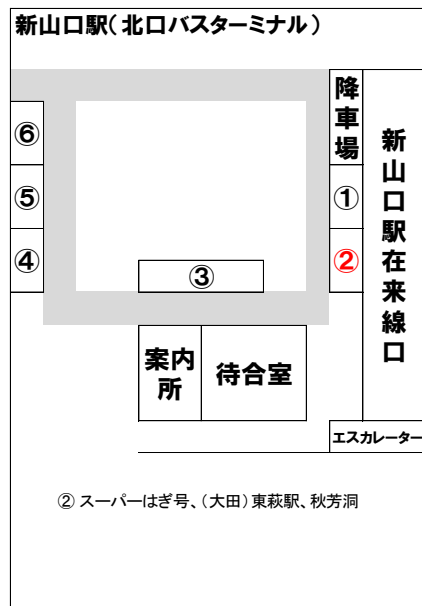 新山口駅(北口バスターミナル)
降車場
⑥
⑤
④
①
②
③
新山口駅在来線口
案内所
待合室
エスカレーター
② スーパーはぎ号、(大田)東萩駅、秋芳洞